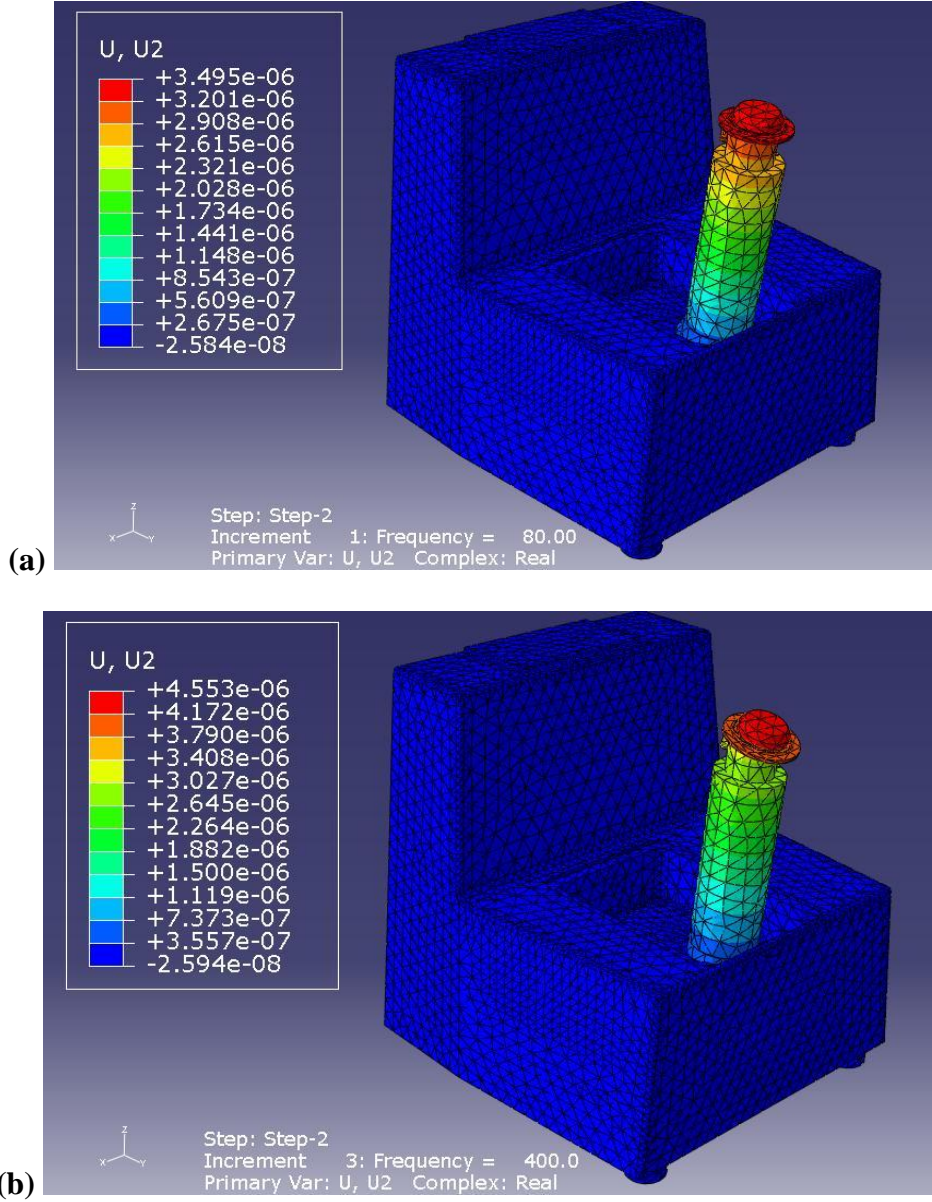 U, U2
+3.495e-06
+3.201e-06
+2.908e-06
+2.615e-06
+2.321e-06
+2.028e-06
+1.734e-06
+1.441e-06
+1.148e-06
+8.543e-07
+5.609e-07
+2.675e-07
-2.584e-08
Z
X Y
Step: Step-2
Increment 1: Frequency = 80.00
Primary Var: U, U2 Complex: Real
(a)
U, U2
+4.553e-06
+4.172e-06
+3.790e-06
+3.408e-06
+3.027e-06
+2.645e-06
+2.264e-06
+1.882e-06
+1.500e-06
+1.119e-06
+7.373e-07
+3.557e-07
-2.594e-08
Z
X Y
Step: Step-2
Increment 3: Frequency = 400.0
Primary Var: U, U2 Complex: Real
(b)